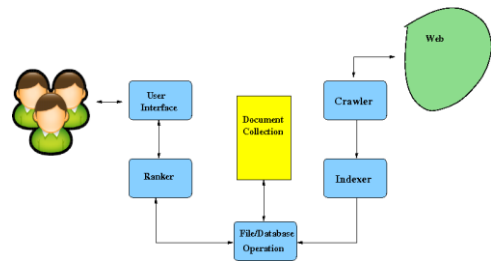 Web
User
Interface
Document
Collection
Crawler
Ranker
Indexer
File/Database
Operation